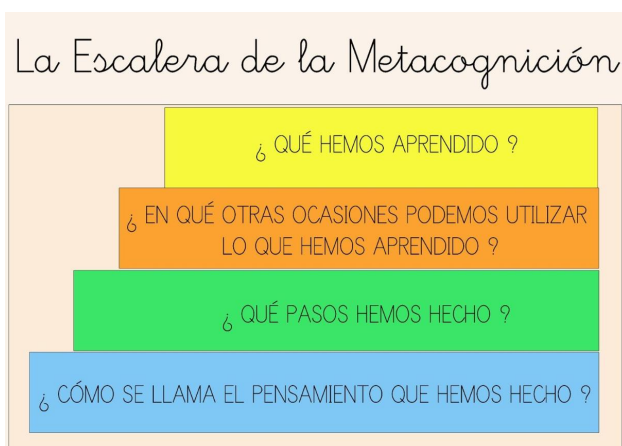 La Escalera de la Metacognición
¿ QUÉ HEMOS APRENDIDO ?
¿ EN QUÉ OTRAS OCASIONES PODEMOS UTILIZAR
LO QUE HEMOS APRENDIDO ?
¿ QUÉ PASOS HEMOS HECHO ?
¿ CÓMO SE LLAMA EL PENSAMIENTO QUE HEMOS HECHO ?